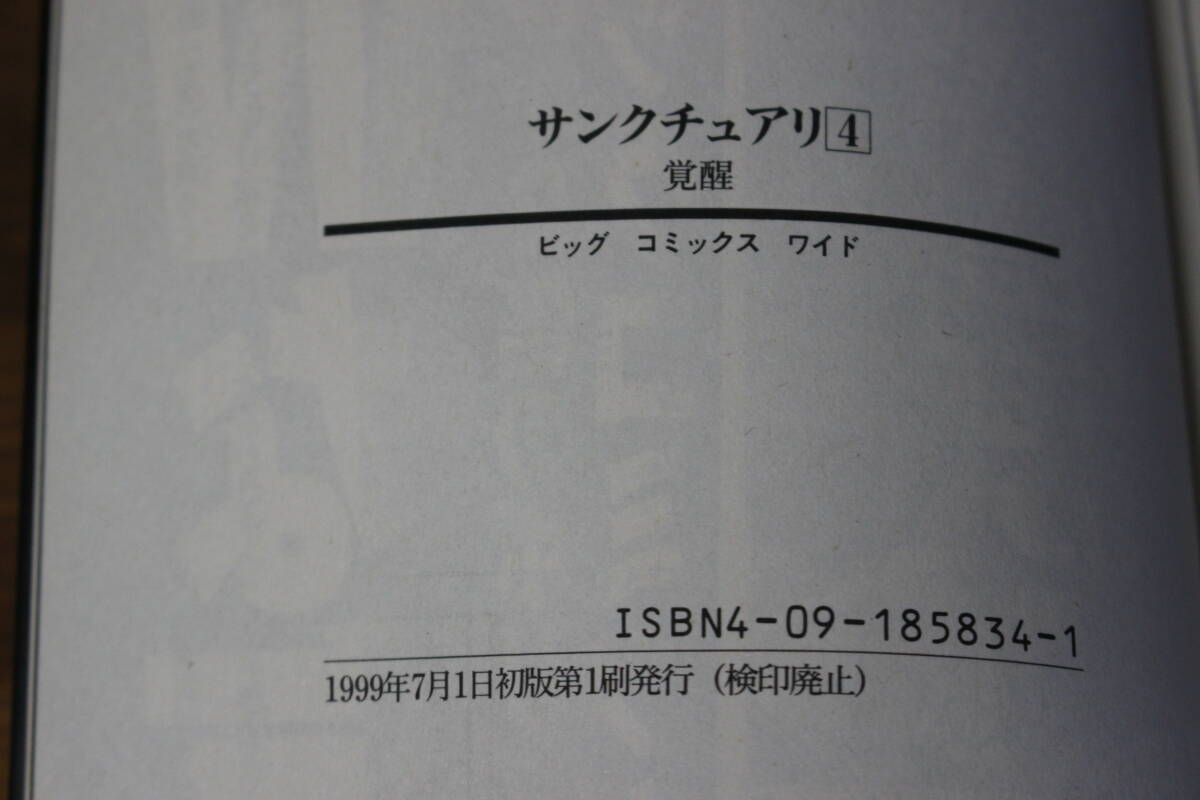 サンクチュアリ4
覚醒
ビッグ コミックス ワイド
ISBN4-09-185834-1
1999年7月1日初版第1刷発行（検印廃止）